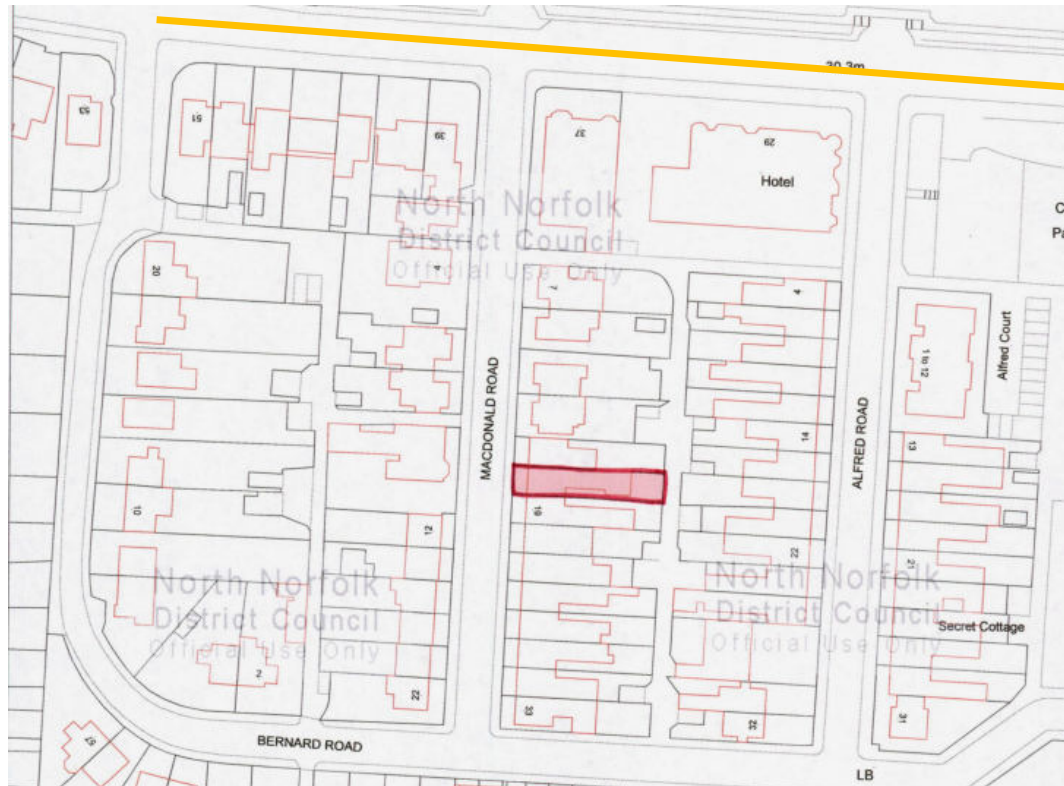 30.3m
53
51
39
37
29
Hotel
North Norfolk
District Council
Official Use Only
20
4
7
4
1 to 12
Alfred Court
MACDONALD ROAD
ALFRED ROAD
14
13
10
12
19
22
21
North Norfolk
District Council
Official Use Only
North Norfolk
District Council
Official Use Only
Secret Cottage
2
22
33
32
31
57
BERNARD ROAD
LB